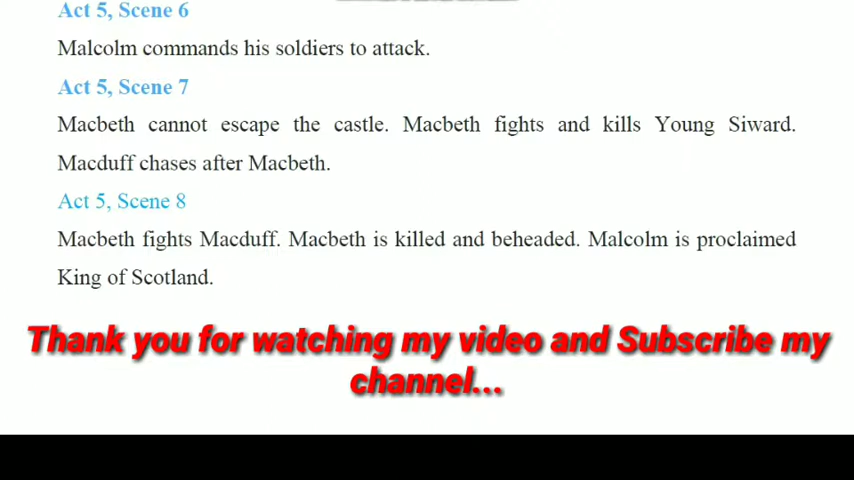 Act 5, Scene 6
Malcolm commands his soldiers to attack.
Act 5, Scene 7
Macbeth cannot escape the castle. Macbeth fights and kills Young Siward.
Macduff chases after Macbeth.
Act 5, Scene 8
Macbeth fights Macduff. Macbeth is killed and beheaded. Malcolm is proclaimed
King of Scotland.
Thank you for watching my video and Subscribe my
channel...